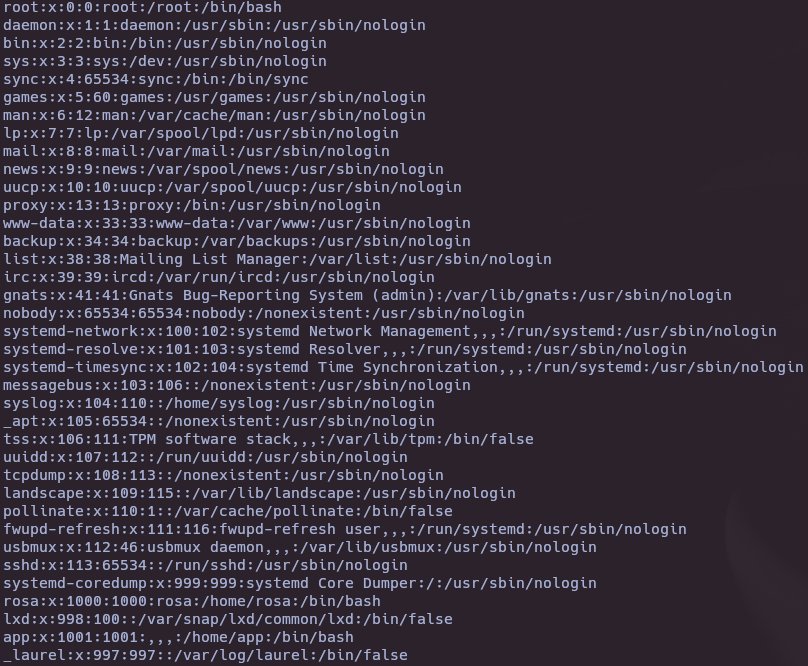 root:x:0:0:root:/root:/bin/bash
daemon:x:1:1:daemon:/usr/sbin:/usr/sbin/nologin
bin:x:2:2:bin:/bin:/usr/sbin/nologin
sys:x:3:3:sys:/dev:/usr/sbin/nologin
sync:x:4:65534:sync:/bin:/bin/sync
games:x:5:60:games:/usr/games:/usr/sbin/nologin
man:x:6:12:man:/var/cache/man:/usr/sbin/nologin
lp:x:7:7:lp:/var/spool/lpd:/usr/sbin/nologin
mail:x:8:8:mail:/var/mail:/usr/sbin/nologin
news:x:9:9:news:/var/spool/news:/usr/sbin/nologin
uucp:x:10:10:uucp:/var/spool/uucp:/usr/sbin/nologin
proxy:x:13:13:proxy:/bin:/usr/sbin/nologin
www-data:x:33:33:www-data:/var/www:/usr/sbin/nologin
backup:x:34:34:backup:/var/backups:/usr/sbin/nologin
list:x:38:38:Mailing List Manager:/var/list:/usr/sbin/nologin
irc:x:39:39:ircd:/var/run/ircd:/usr/sbin/nologin
gnats:x:41:41:Gnats Bug-Reporting System (admin):/var/lib/gnats:/usr/sbin/nologin
nobody:x:65534:65534:nobody:/nonexistent:/usr/sbin/nologin
systemd-network:x:100:102:systemd Network Management,,,:/run/systemd:/usr/sbin/nologin
systemd-resolve:x:101:103:systemd Resolver,,,:/run/systemd:/usr/sbin/nologin
systemd-timesync:x:102:104:systemd Time Synchronization,,,:/run/systemd:/usr/sbin/nologin
messagebus:x:103:106::/nonexistent:/usr/sbin/nologin
syslog:x:104:110::/home/syslog:/usr/sbin/nologin
_apt:x:105:65534::/nonexistent:/usr/sbin/nologin
tss:x:106:111:TPM software stack,,,:/var/lib/tpm:/bin/false
uuidd:x:107:112::/run/uuidd:/usr/sbin/nologin
tcpdump:x:108:113::/nonexistent:/usr/sbin/nologin
landscape:x:109:115::/var/lib/landscape:/usr/sbin/nologin
pollinate:x:110:1::/var/cache/pollinate:/bin/false
fwupd-refresh:x:111:116:fwupd-refresh user,,,:/run/systemd:/usr/sbin/nologin
usbmux:x:112:46:usbmux daemon,,,:/var/lib/usbmux:/usr/sbin/nologin
sshd:x:113:65534::/run/sshd:/usr/sbin/nologin
systemd-coredump:x:999:999:systemd Core Dumper:/:/usr/sbin/nologin
rosa:x:1000:1000:rosa:/home/rosa:/bin/bash
lxd:x:998:100::/var/snap/lxd/common/lxd:/bin/false
app:x:1001:1001:,,,:/home/app:/bin/bash
_laurel:x:997:997::/var/log/laurel:/bin/false